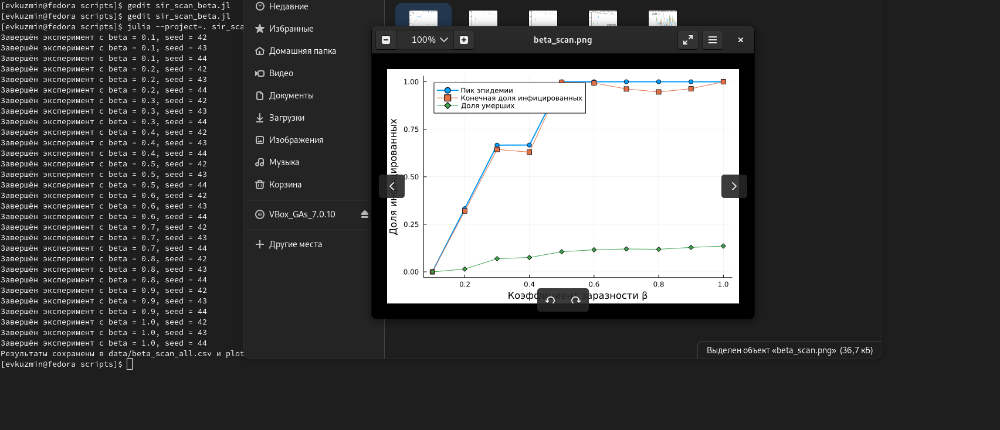 [evkuzmin@fedora scripts]$ gedit sir_scan_beta.jl
[evkuzmin@fedora scripts]$ gedit sir_scan_beta.jl
[evkuzmin@fedora scripts]$ julia --project=. sir_sca
Завершён эксперимент с beta = 0.1, seed = 42
Завершён эксперимент с beta = 0.1, seed = 43
Завершён эксперимент с beta = 0.1, seed = 44
Завершён эксперимент с beta = 0.2, seed = 42
Завершён эксперимент с beta = 0.2, seed = 43
Завершён эксперимент с beta = 0.2, seed = 44
Завершён эксперимент с beta = 0.3, seed = 42
Завершён эксперимент с beta = 0.3, seed = 43
Завершён эксперимент с beta = 0.3, seed = 44
Завершён эксперимент с beta = 0.4, seed = 42
Завершён эксперимент с beta = 0.4, seed = 43
Завершён эксперимент с beta = 0.4, seed = 44
Завершён эксперимент с beta = 0.5, seed = 42
Завершён эксперимент с beta = 0.5, seed = 43
Завершён эксперимент с beta = 0.5, seed = 44
Завершён эксперимент с beta = 0.6, seed = 42
Завершён эксперимент с beta = 0.6, seed = 43
Завершён эксперимент с beta = 0.6, seed = 44
Завершён эксперимент с beta = 0.7, seed = 42
Завершён эксперимент с beta = 0.7, seed = 43
Завершён эксперимент с beta = 0.7, seed = 44
Завершён эксперимент с beta = 0.8, seed = 42
Завершён эксперимент с beta = 0.8, seed = 43
Завершён эксперимент с beta = 0.8, seed = 44
Завершён эксперимент с beta = 0.9, seed = 42
Завершён эксперимент с beta = 0.9, seed = 43
Завершён эксперимент с beta = 0.9, seed = 44
Завершён эксперимент с beta = 1.0, seed = 42
Завершён эксперимент с beta = 1.0, seed = 43
Завершён эксперимент с beta = 1.0, seed = 44
Результаты сохранены в data/beta_scan_all.csv и plot
[evkuzmin@fedora scripts]$
Недавние
Избранные
Домашняя папка
Видео
Документы
Загрузки
Изображения
Музыка
Корзина
VBox_GAs_7.0.10
Другие места
100%
beta_scan.png
Пик эпидемии
Конечная доля инфицированных
Доля умерших
1.00
0.75
0.50
0.25
0.00
Доля инфицированных
0.2 0.4 0.6 0.8 1.0
Коэффициент заразности β
Выделен объект «beta_scan.png» (36,7 кБ)